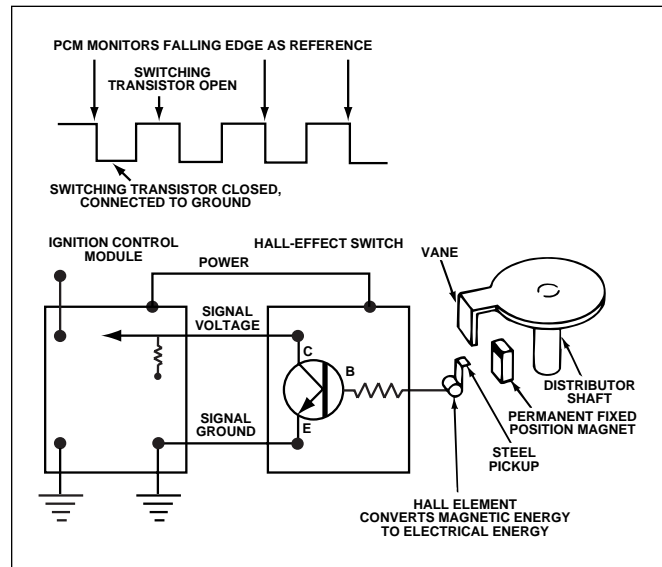 PCM MONITORS FALLING EDGE AS REFERENCE
SWITCHING
TRANSISTOR OPEN
SWITCHING TRANSISTOR CLOSED,
CONNECTED TO GROUND
IGNITION CONTROL
MODULE
HALL-EFFECT SWITCH
POWER
VANE
SIGNAL
VOLTAGE
C
B
E
SIGNAL
GROUND
DISTRIBUTOR
SHAFT
PERMANENT FIXED
POSITION MAGNET
STEEL
PICKUP
HALL ELEMENT
CONVERTS MAGNETIC ENERGY
TO ELECTRICAL ENERGY